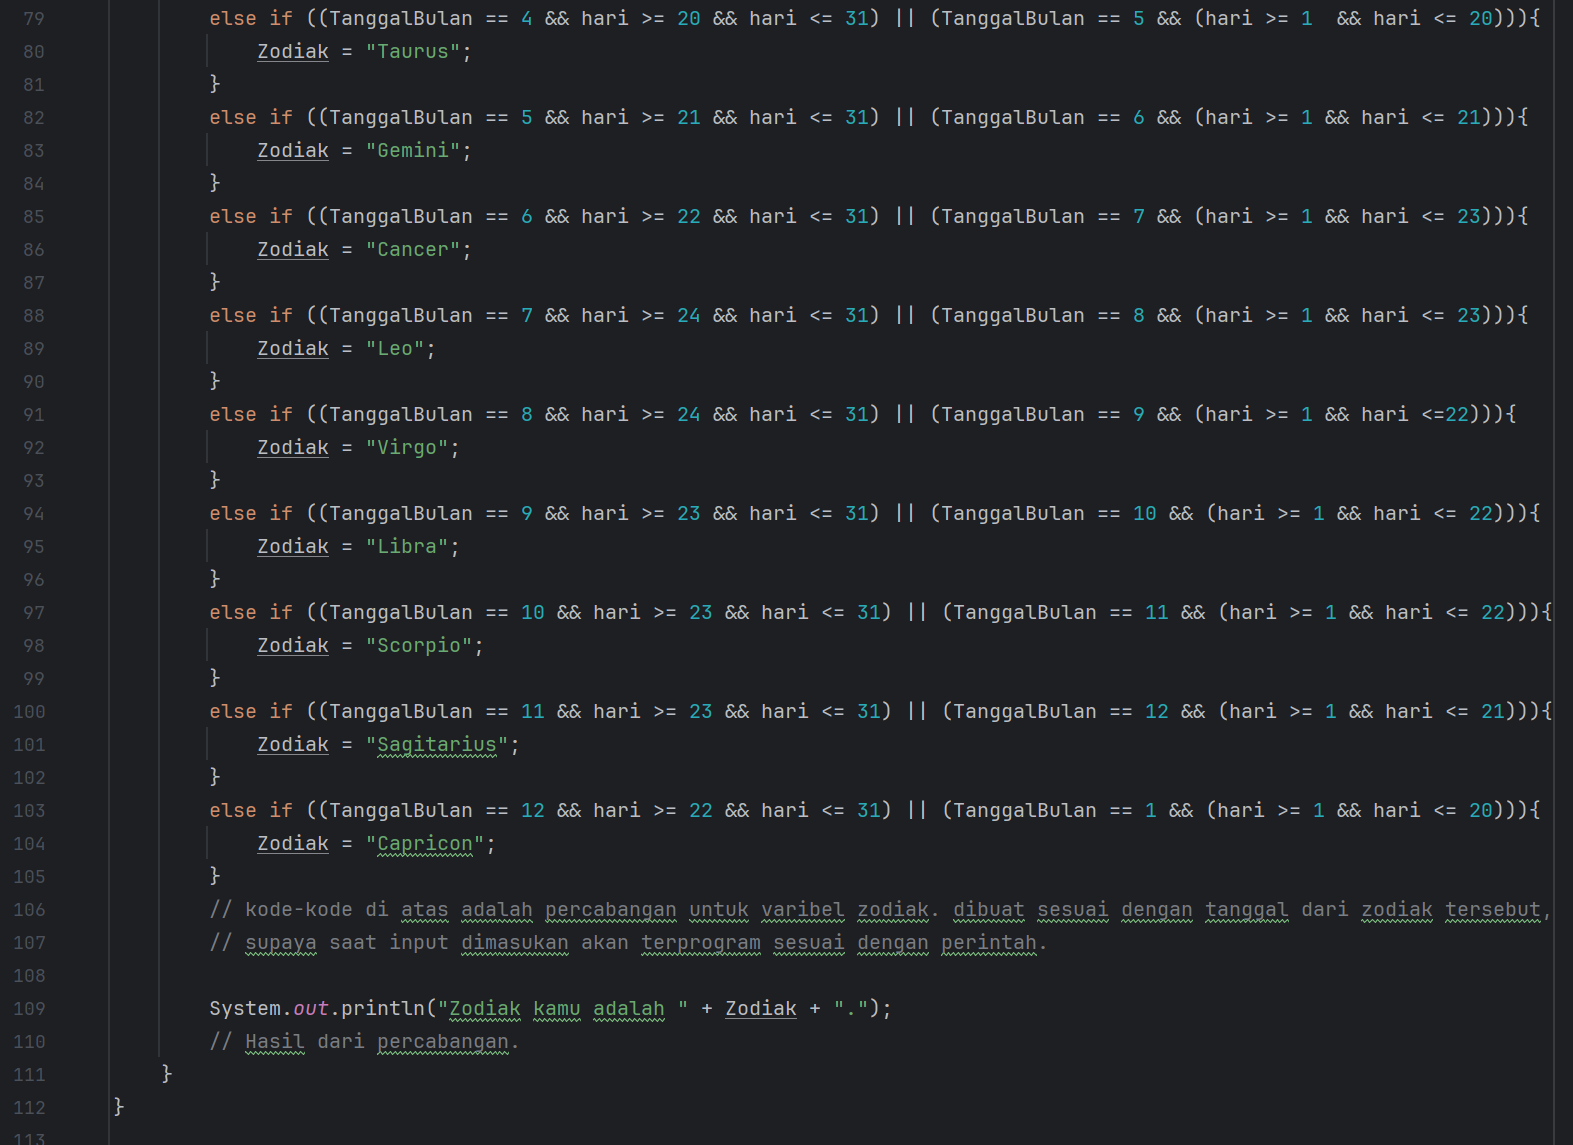 79 else if ((TanggalBulan == 4 && hari >= 20 && hari <= 31) || (TanggalBulan == 5 && (hari >= 1  && hari <= 20))){
80 Zodiak = "Taurus";
81 }
82 else if ((TanggalBulan == 5 && hari >= 21 && hari <= 31) || (TanggalBulan == 6 && (hari >= 1 && hari <= 21))){
83 Zodiak = "Gemini";
84 }
85 else if ((TanggalBulan == 6 && hari >= 22 && hari <= 31) || (TanggalBulan == 7 && (hari >= 1 && hari <= 23))){
86 Zodiak = "Cancer";
87 }
88 else if ((TanggalBulan == 7 && hari >= 24 && hari <= 31) || (TanggalBulan == 8 && (hari >= 1 && hari <= 23))){
89 Zodiak = "Leo";
90 }
91 else if ((TanggalBulan == 8 && hari >= 24 && hari <= 31) || (TanggalBulan == 9 && (hari >= 1 && hari <=22))){
92 Zodiak = "Virgo";
93 }
94 else if ((TanggalBulan == 9 && hari >= 23 && hari <= 31) || (TanggalBulan == 10 && (hari >= 1 && hari <= 22))){
95 Zodiak = "Libra";
96 }
97 else if ((TanggalBulan == 10 && hari >= 23 && hari <= 31) || (TanggalBulan == 11 && (hari >= 1 && hari <= 22))){
98 Zodiak = "Scorpio";
99 }
100 else if ((TanggalBulan == 11 && hari >= 23 && hari <= 31) || (TanggalBulan == 12 && (hari >= 1 && hari <= 21))){
101 Zodiak = "Sagitarius";
102 }
103 else if ((TanggalBulan == 12 && hari >= 22 && hari <= 31) || (TanggalBulan == 1 && (hari >= 1 && hari <= 20))){
104 Zodiak = "Capricon";
105 }
106 // kode-kode di atas adalah percabangan untuk varibel zodiak. dibuat sesuai dengan tanggal dari zodiak tersebut,
107 // supaya saat input dimasukan akan terprogram sesuai dengan perintah.
108
109 System.out.println("Zodiak kamu adalah " + Zodiak + ".");
110 // Hasil dari percabangan.
111 }
112 }
113